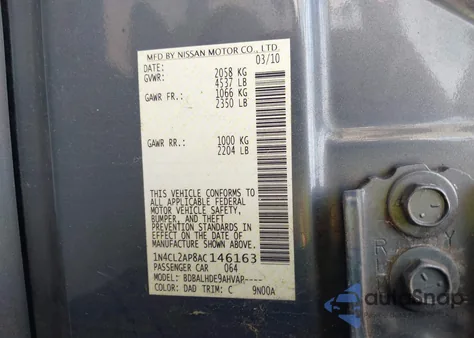 MFD BY NISSAN MOTOR CO., LTD.
DATE: 03/10
GVWR: 2058 KG
4537 LB
GAWR FR.: 1066 KG
2350 LB
GAWR RR.: 1000 KG
2204 LB
THIS VEHICLE CONFORMS TO
ALL APPLICABLE FEDERAL
MOTOR VEHICLE SAFETY,
BUMPER, AND THEFT
PREVENTION STANDARDS IN
EFFECT ON THE DATE OF
MANUFACTURE SHOWN ABOVE.
1N4CL2AP8AC146163
PASSENGER CAR 064
MODEL: BDBALHDE9AHVAP-----
COLOR: DAD TRIM: C 9N00A
autosnap